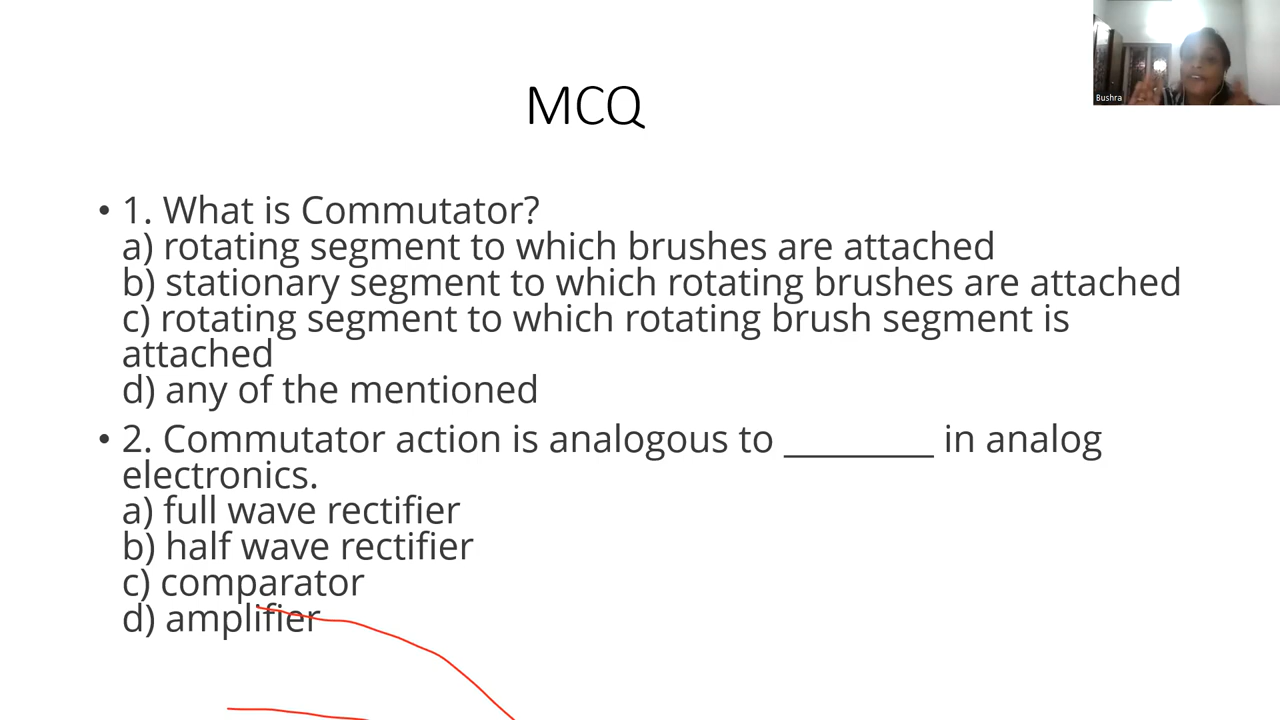 Bushra
MCQ
• 1. What is Commutator?
a) rotating segment to which brushes are attached
b) stationary segment to which rotating brushes are attached
c) rotating segment to which rotating brush segment is
attached
d) any of the mentioned
• 2. Commutator action is analogous to ________ in analog
electronics.
a) full wave rectifier
b) half wave rectifier
c) comparator
d) amplifier